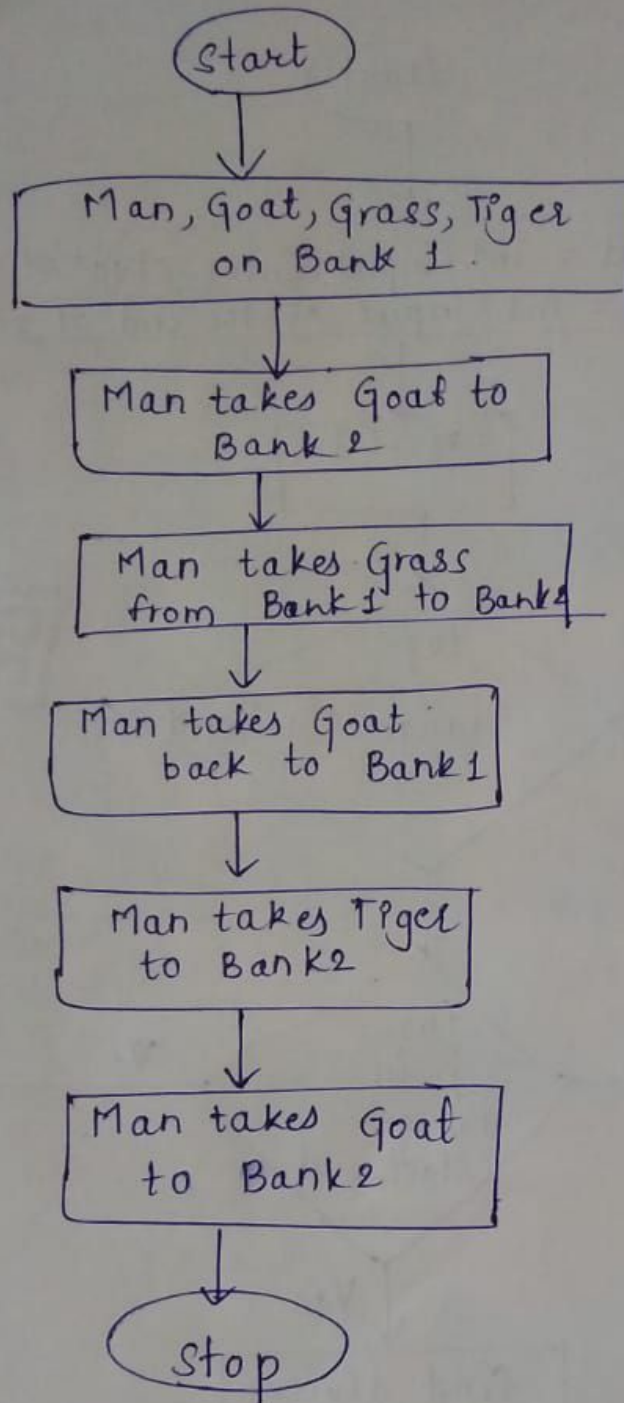 Start
Man, Goat, Grass, Tiger
on Bank 1.
Man takes Goat to
Bank 2
Man takes Grass
from Bank 1 to Bank 2
Man takes Goat
back to Bank 1
Man takes Tiger
to Bank 2
Man takes Goat
to Bank 2
Stop